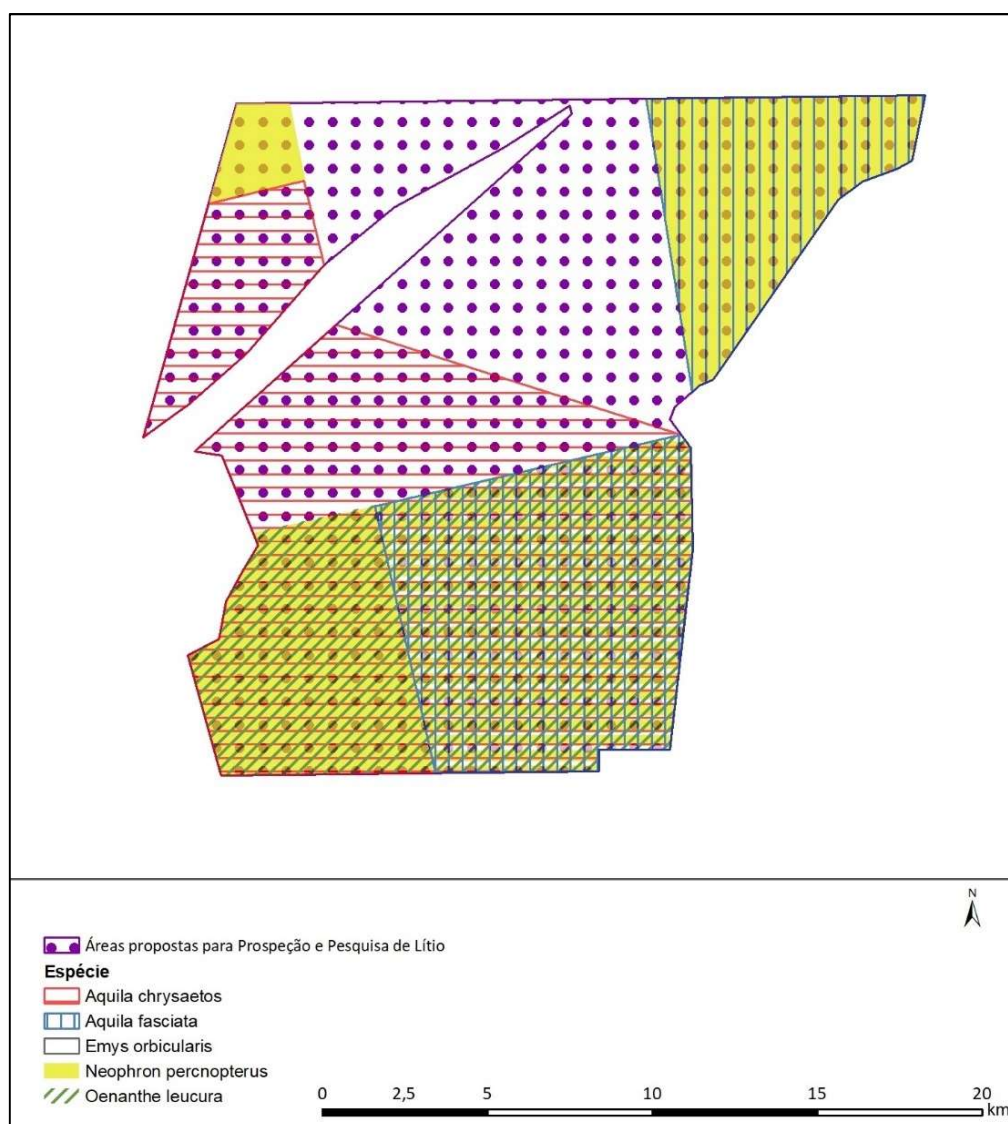 N
Áreas propostas para Prospeção e Pesquisa de Lítio
Espécie
Aquila chrysaetos
Aquila fasciata
Emys orbicularis
Neophron percnopterus
Oenanthe leucura
0 2,5 5 10 15 20
km